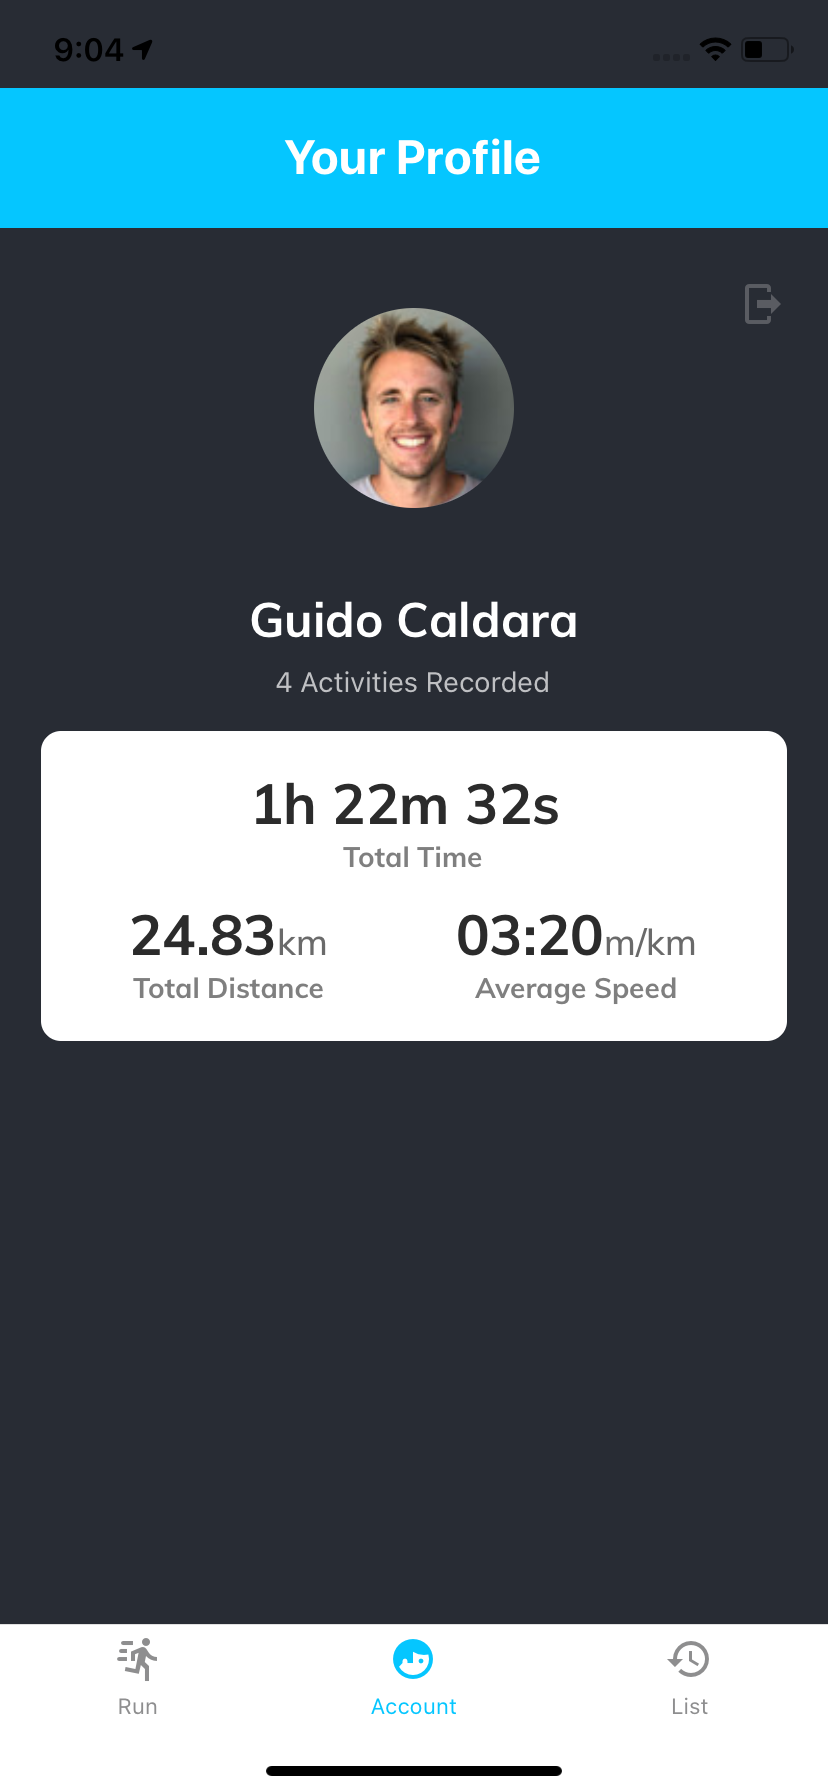 9:04
Your Profile
Guido Caldara
4 Activities Recorded
1h 22m 32s
Total Time
24.83km 03:20m/km
Total Distance Average Speed
Run Account List